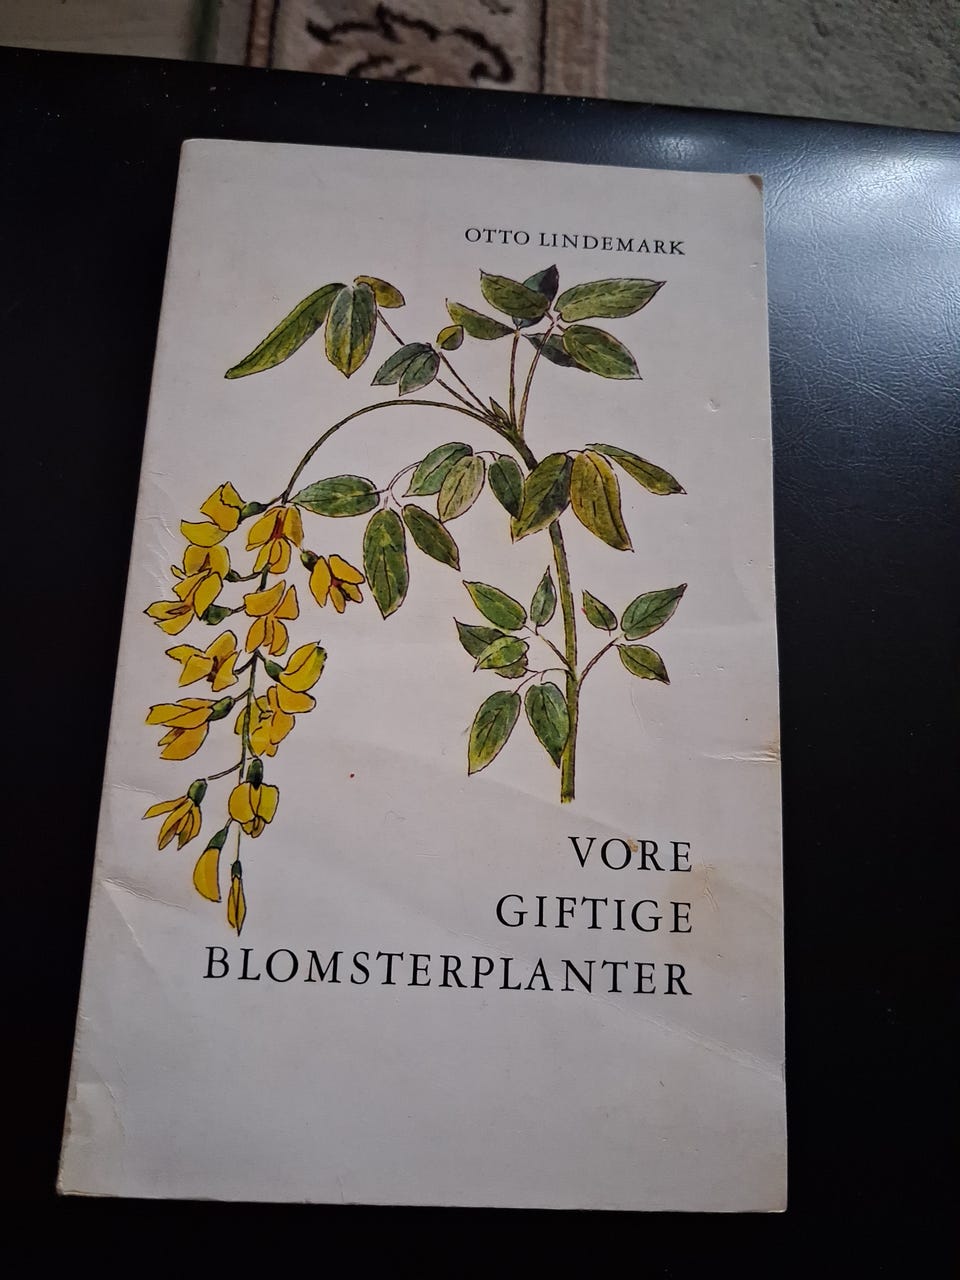 OTTO LINDEMARK
VORE
GIFTIGE
BLOMSTERPLANTER